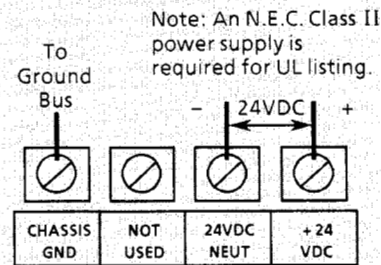 Note: An N.E.C. Class II
power supply is
required for UL listing.
To
Ground
Bus
- 24VDC +
CHASSIS
GND
NOT
USED
24VDC
NEUT
+24
VDC